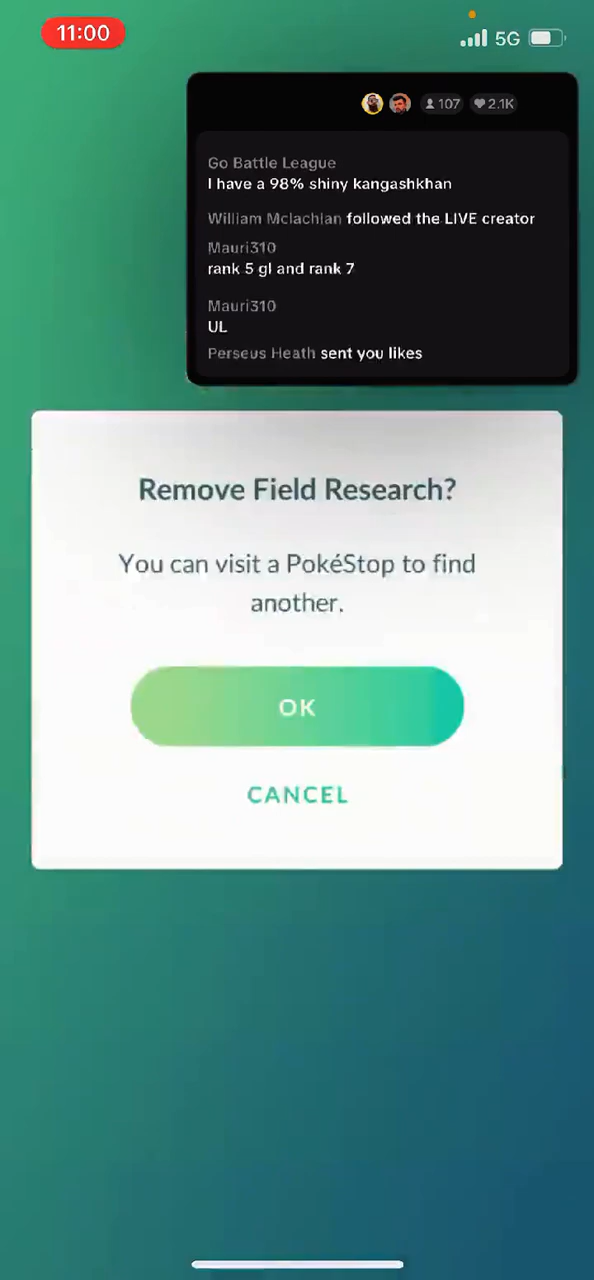 11:00
5G
107
2.1K
Go Battle League
I have a 98% shiny kangashkhan
William Mclachlan followed the LIVE creator
Mauri310
rank 5 gl and rank 7
Mauri310
UL
Perseus Heath sent you likes
Remove Field Research?
You can visit a PokéStop to find
another.
OK
CANCEL